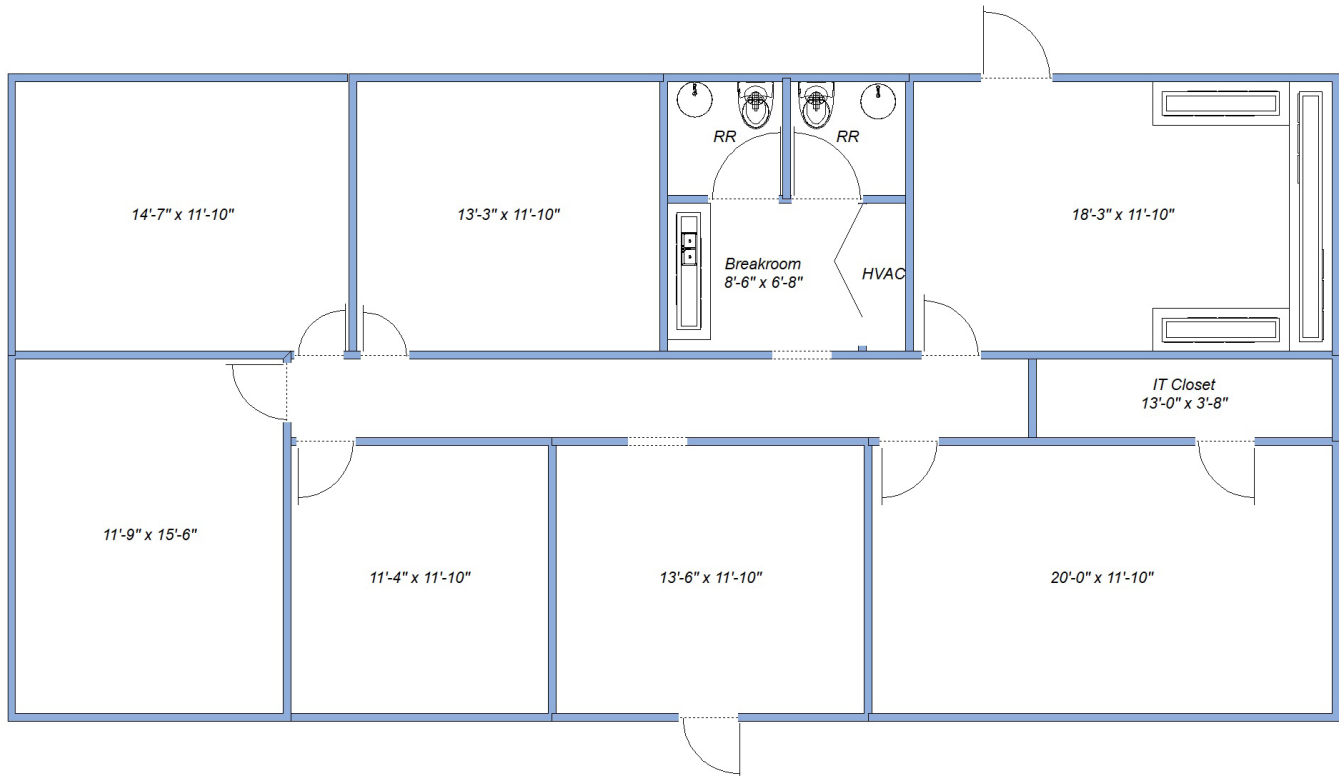 RR
RR
14'-7" x 11'-10"
13'-3" x 11'-10"
18'-3" x 11'-10"
Breakroom
8'-6" x 6'-8"
HVAC
IT Closet
13'-0" x 3'-8"
11'-9" x 15'-6"
11'-4" x 11'-10"
13'-6" x 11'-10"
20'-0" x 11'-10"